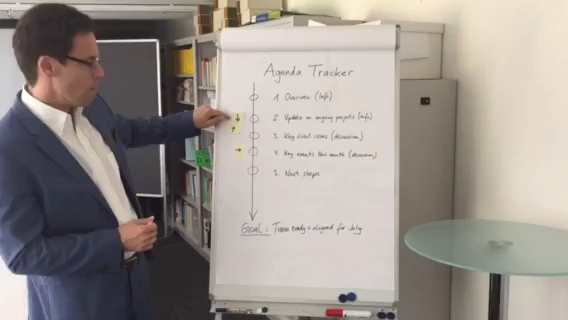 Agenda Tracker
1. Overview (Info)
2. Update on ongoing projects (info)
3. Key client issues (discussion)
4. Key events this month (discussion)
5. Next steps
GOAL: Team ready + aligned for July